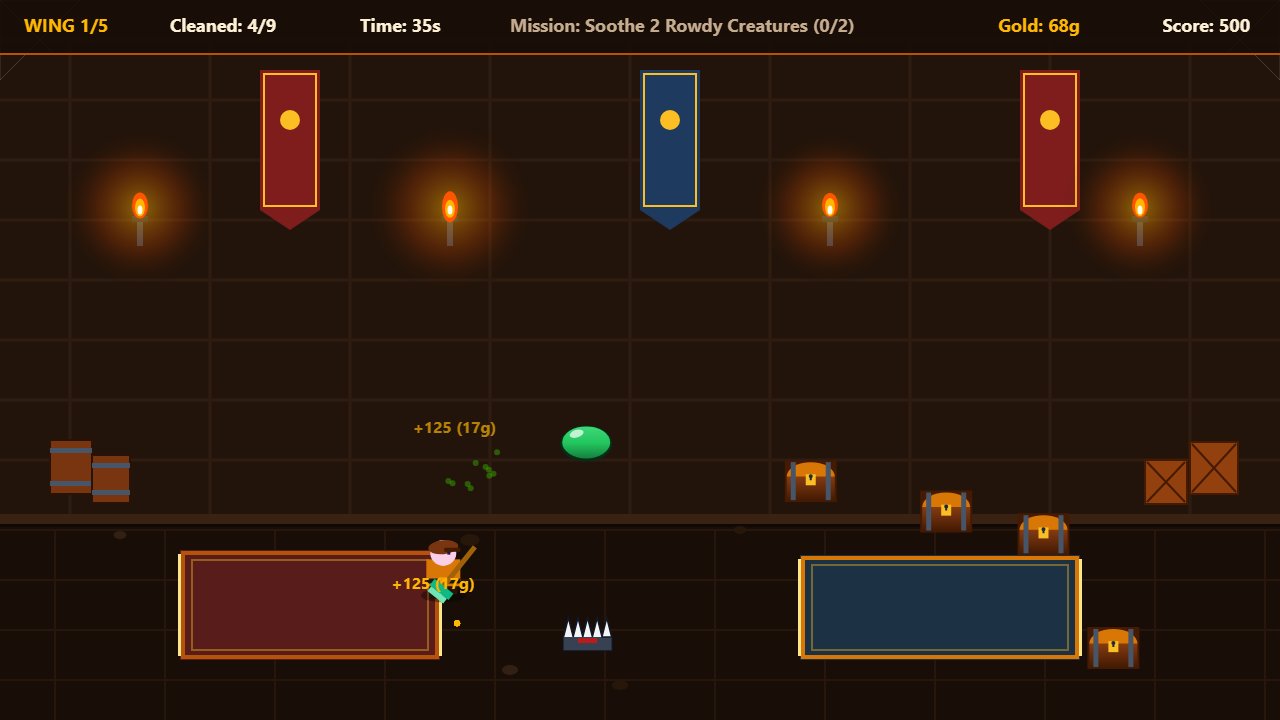 WING 1/5
Cleaned: 4/9
Time: 35s
Mission: Soothe 2 Rowdy Creatures (0/2)
Gold: 68g
Score: 500
+125 (17g)
+125 (17g)